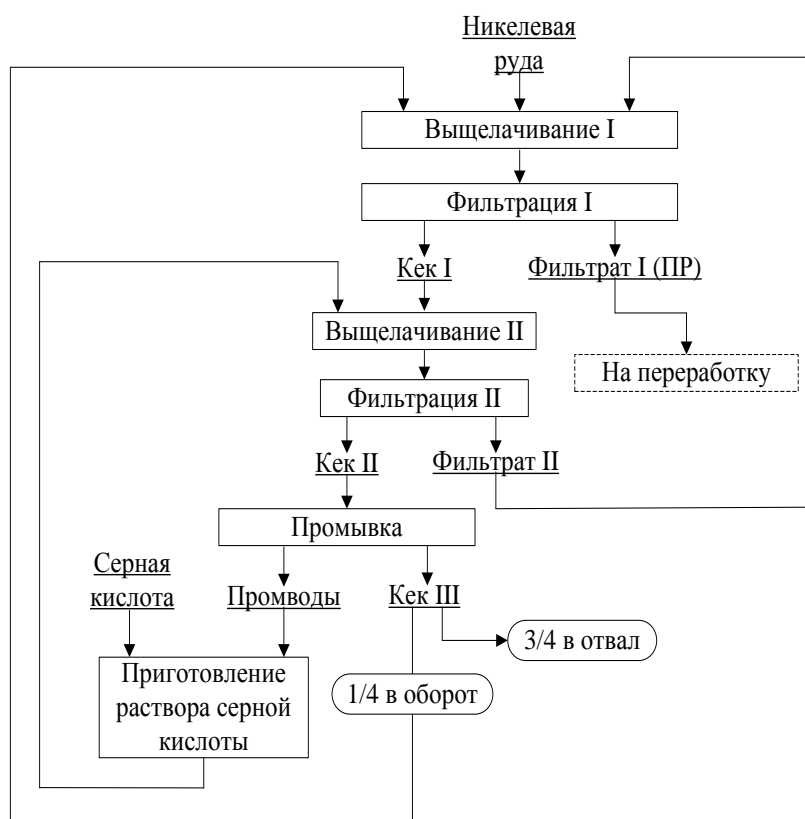 Никелевая
руда
Выщелачивание I
Фильтрация I
Кек I
Фильтрат I (ПР)
Выщелачивание II
На переработку
Фильтрация II
Кек II
Фильтрат II
Промывка
Серная
кислота
Промводы
Кек III
3/4 в отвал
Приготовление
раствора серной
кислоты
1/4 в оборот